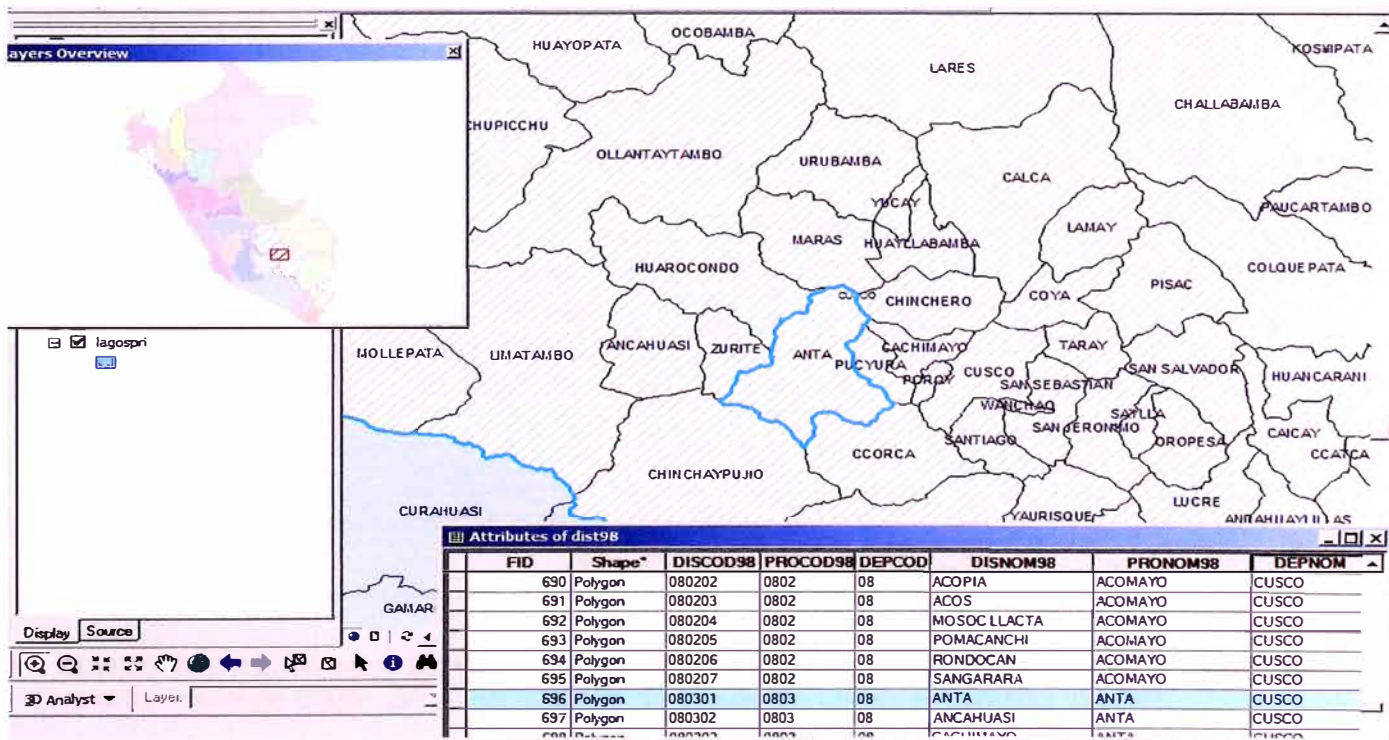 ayers Overview
lagospri
Display Source
3D Analyst Layer:
HUAYOPATA
OCOBAMBA
LARES
KOSÑIPATA
CHALLABAMBA
CHUPICCHU
OLLANTAYTAMBO
URUBAMBA
CALCA
YUCAY
PAUCARTAMBO
LAMAY
MARAS
HUAYLLABAMBA
HUAROCONDO
COLQUEPATA
PISAC
CUSCO
CHINCHERO
COYA
MOLLEPATA
LIMATAMBO
ANCAHUASI
ZURITE
ANTA
CACHIMAYO
PUCYURA
TARAY
CUSCO
POROY
SAN SEBASTIAN
SAN SALVADOR
HUANCARANI
WANCHAQ
SAYLLA
SANTIAGO
SAN JERONIMO
OROPESA
CAICAY
CCATCA
CCORCA
CHINCHAYPUJIO
LUCRE
CURAHUASI
YAURISQUE
ANDAHUAYLILLAS
GAMAR
Attributes of dist98
FID Shape* DISCOD98 PROCOD98 DEPCOD DISNOM98 PRONOM98 DEPNOM
690 Polygon 080202 0802 08 ACOPIA ACOMAYO CUSCO
691 Polygon 080203 0802 08 ACOS ACOMAYO CUSCO
692 Polygon 080204 0802 08 MOSOC LLACTA ACOMAYO CUSCO
693 Polygon 080205 0802 08 POMACANCHI ACOMAYO CUSCO
694 Polygon 080206 0802 08 RONDOCAN ACOMAYO CUSCO
695 Polygon 080207 0802 08 SANGARARA ACOMAYO CUSCO
696 Polygon 080301 0803 08 ANTA ANTA CUSCO
697 Polygon 080302 0803 08 ANCAHUASI ANTA CUSCO